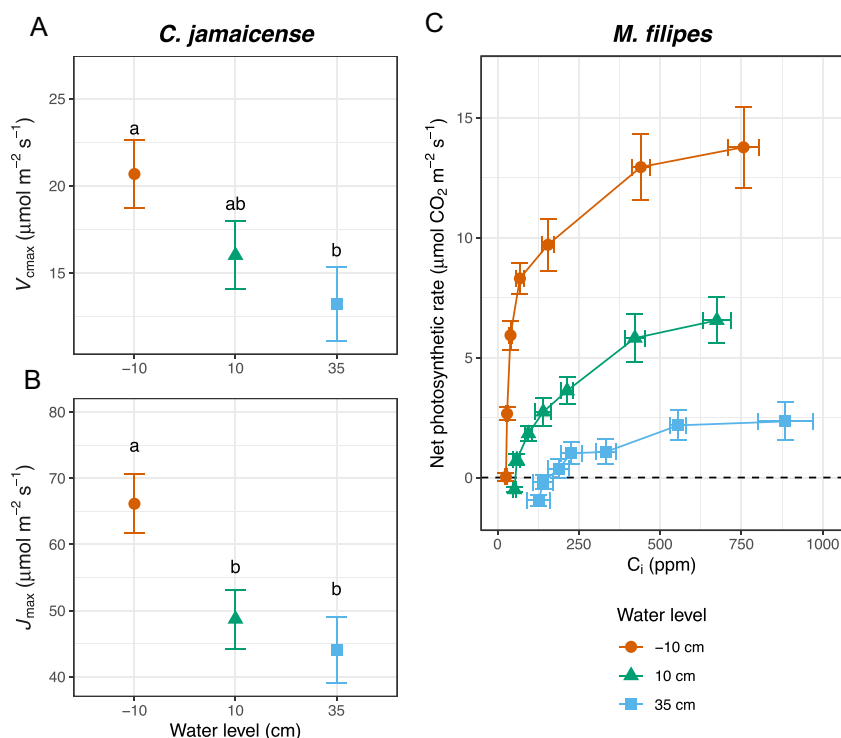 A
C. jamaicense
25
20
15
a
ab
b
V_cmax (μmol m⁻² s⁻¹)
−10
10
35
B
80
70
60
50
40
a
b
b
J_max (μmol m⁻² s⁻¹)
−10
10
35
Water level (cm)
C
M. filipes
15
10
5
0
Net photosynthetic rate (μmol CO₂ m⁻² s⁻¹)
0
250
500
750
1000
Cᵢ (ppm)
Water level
−10 cm
10 cm
35 cm